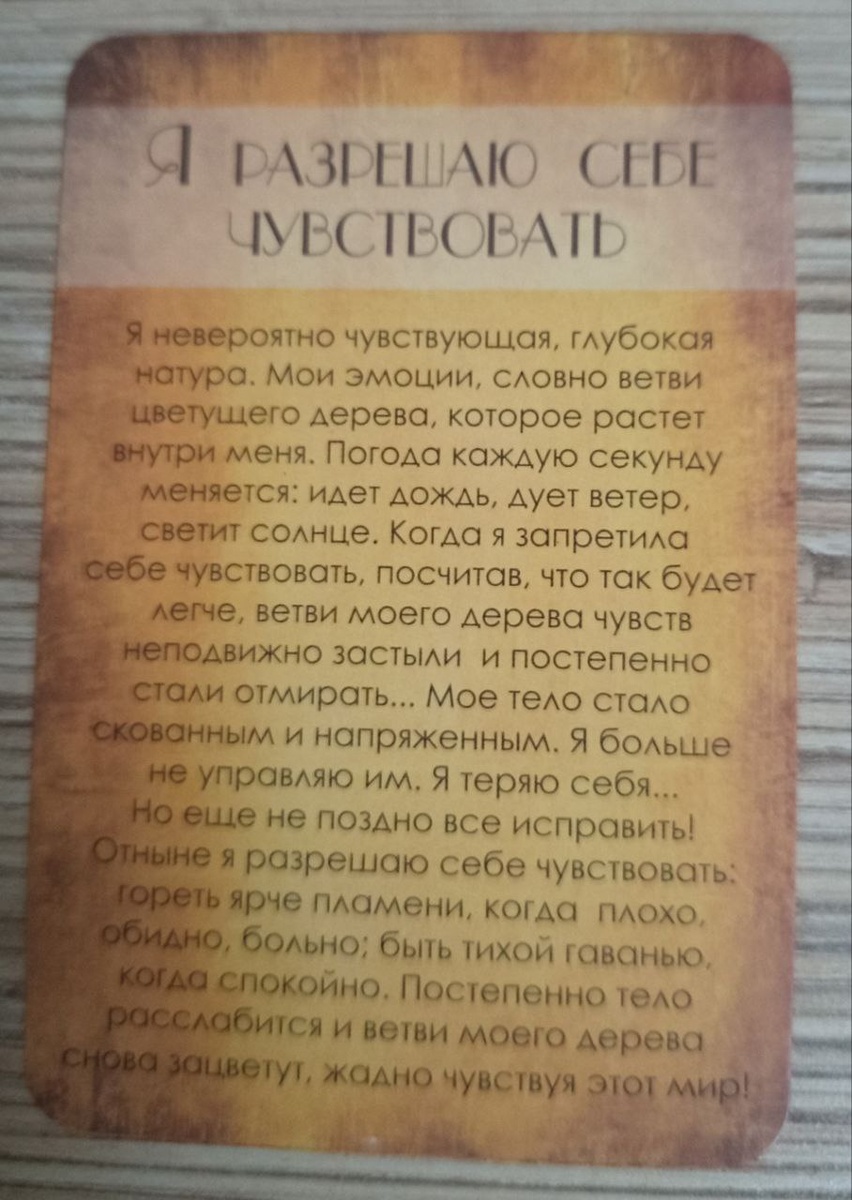 Я РАЗРЕШАЮ СЕБЕ
ЧУВСТВОВАТЬ
Я невероятно чувствующая, глубокая
натура. Мои эмоции, словно ветви
цветущего дерева, которое растет
внутри меня. Погода каждую секунду
меняется: идет дождь, дует ветер,
светит солнце. Когда я запретила
себе чувствовать, посчитав, что так будет
легче, ветви моего дерева чувств
неподвижно застыли и постепенно
стали отмирать... Мое тело стало
скованным и напряженным. Я больше
не управляю им. Я теряю себя...
Но еще не поздно все исправить!
Отныне я разрешаю себе чувствовать:
гореть ярче пламени, когда плохо,
обидно, больно; быть тихой гаванью,
когда спокойно. Постепенно тело
расслабится и ветви моего дерева
снова зацветут, жадно чувствуя этот мир!